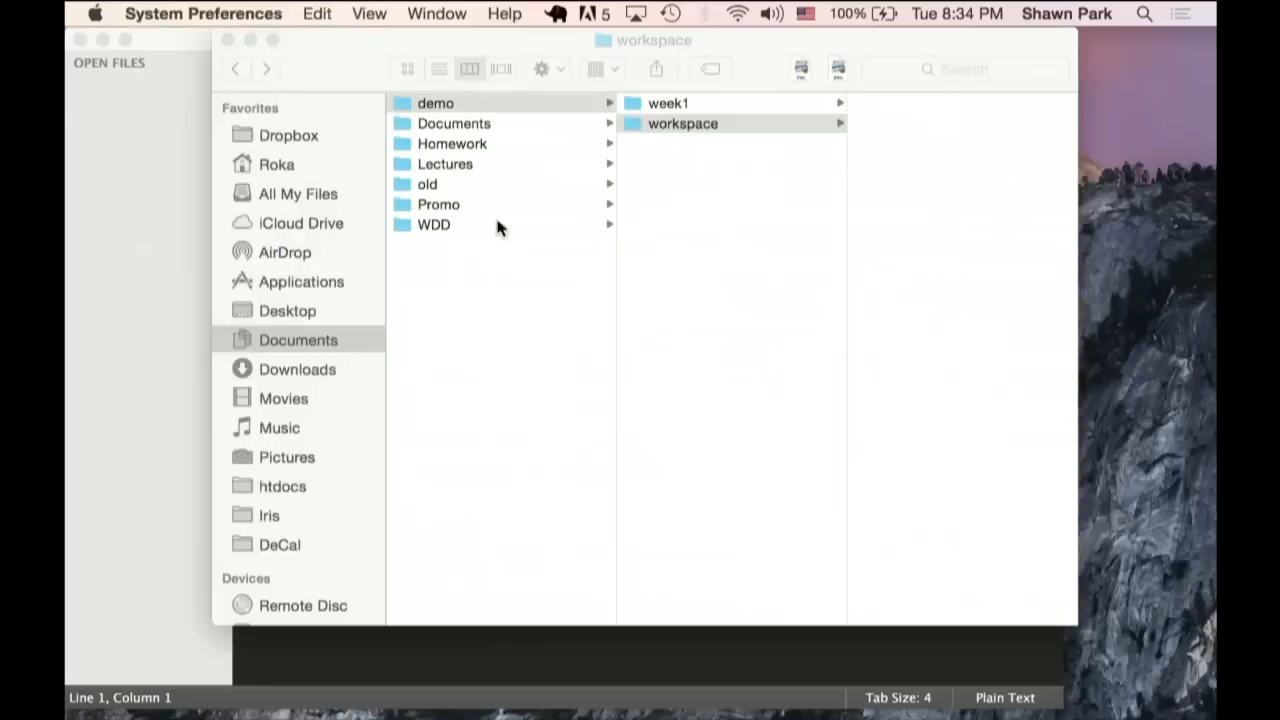 System Preferences Edit View Window Help 5 100% Tue 8:34 PM Shawn Park
workspace
OPEN FILES
Search
Favorites
Dropbox
Roka
All My Files
iCloud Drive
AirDrop
Applications
Desktop
Documents
Downloads
Movies
Music
Pictures
htdocs
Iris
DeCal
Devices
Remote Disc
demo
Documents
Homework
Lectures
old
Promo
WDD
week1
workspace
Line 1, Column 1 Tab Size: 4 Plain Text